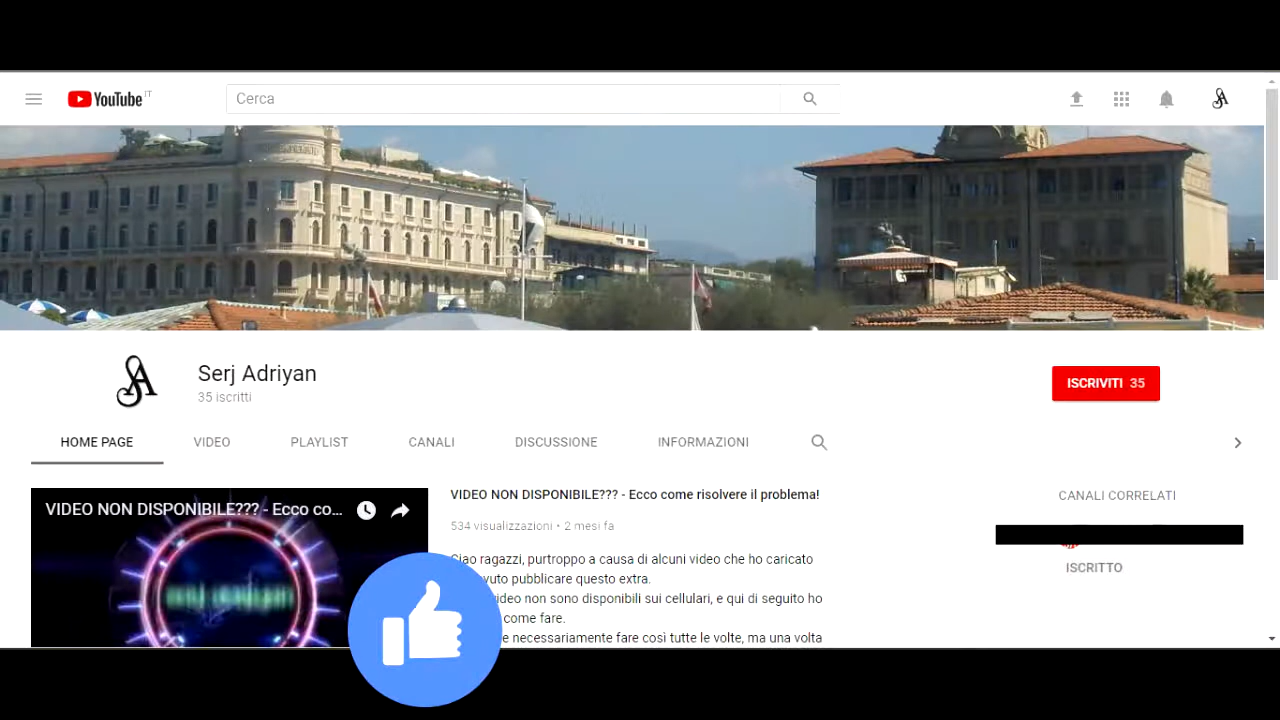 YouTube IT
Cerca
Serj Adriyan
35 iscritti
ISCRIVITI 35
HOME PAGE
VIDEO
PLAYLIST
CANALI
DISCUSSIONE
INFORMAZIONI
VIDEO NON DISPONIBILE??? - Ecco co...
VIDEO NON DISPONIBILE??? - Ecco come risolvere il problema!
534 visualizzazioni • 2 mesi fa
Ciao ragazzi, purtroppo a causa di alcuni video che ho caricato
pubblicare questo extra.
non sono disponibili sui cellulari, e qui di seguito ho
come fare.
necessariamente fare così tutte le volte, ma una volta
CANALI CORRELATI
ISCRITTO